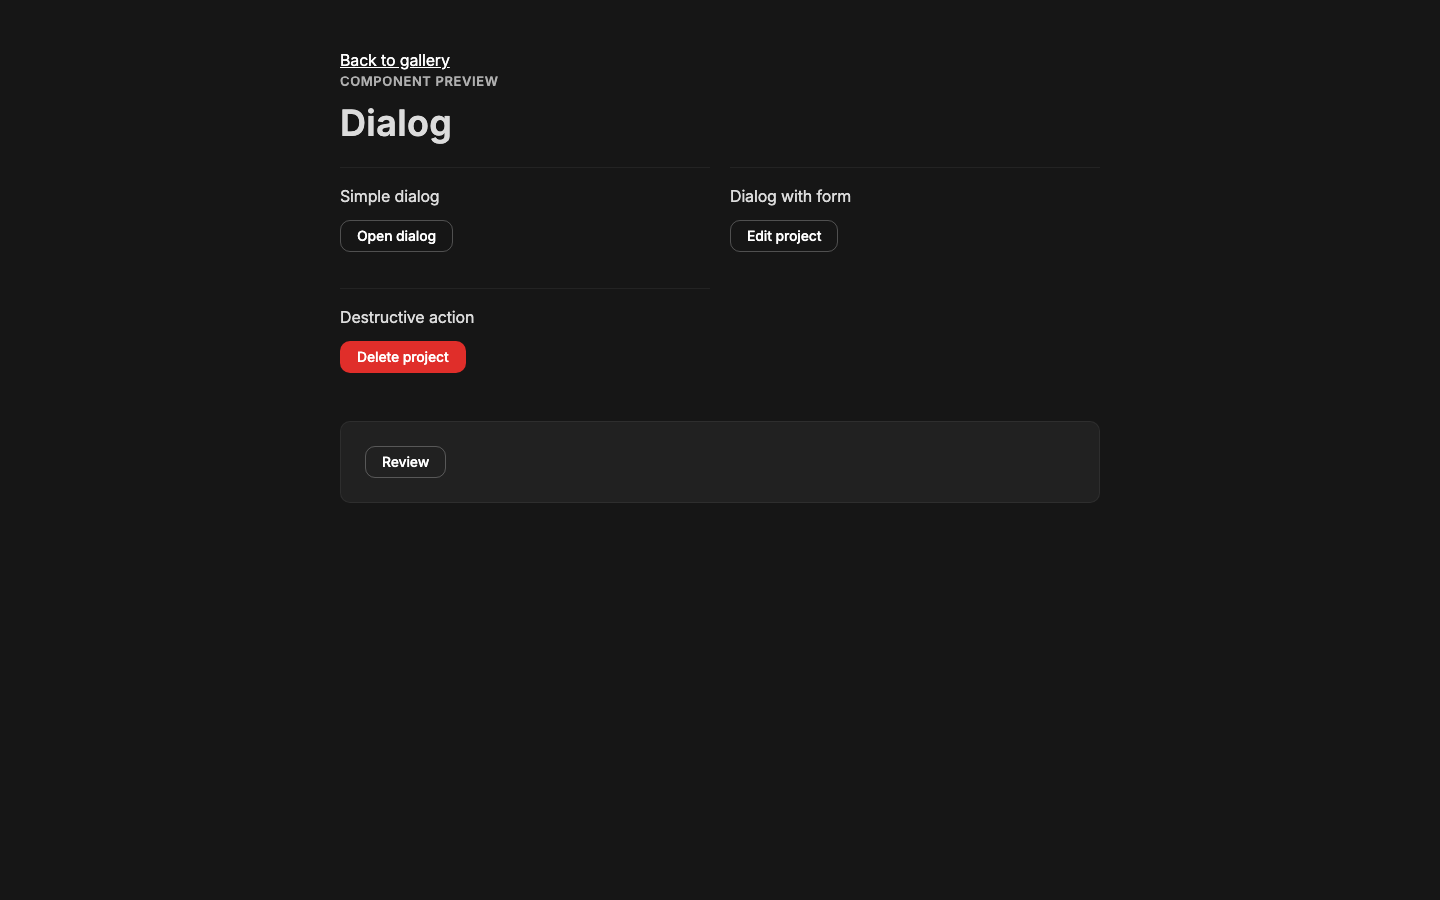 Back to gallery
COMPONENT PREVIEW
Dialog
Simple dialog
Open dialog
Dialog with form
Edit project
Destructive action
Delete project
Review